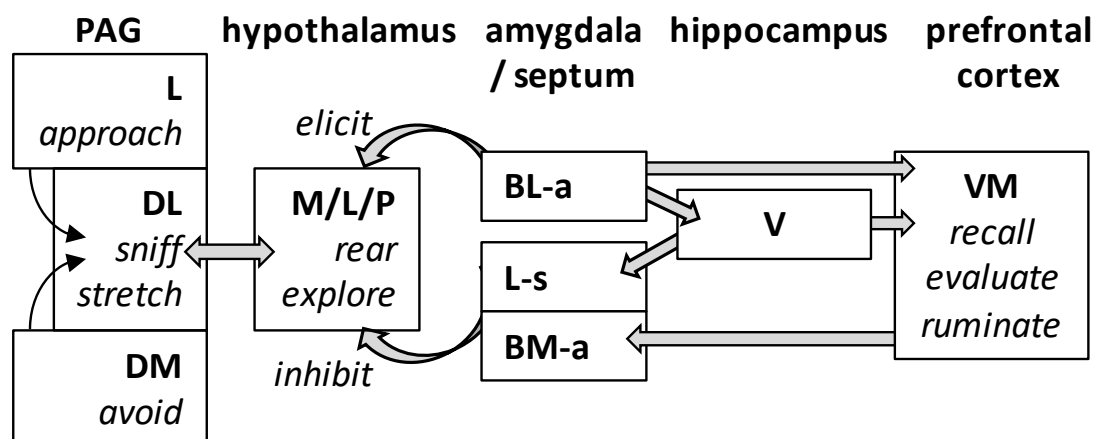 PAG hypothalamus amygdala hippocampus prefrontal
/ septum cortex
L
approach
DL
sniff
stretch
DM
avoid
elicit
M/L/P
rear
explore
inhibit
BL-a
L-s
BM-a
V
VM
recall
evaluate
ruminate